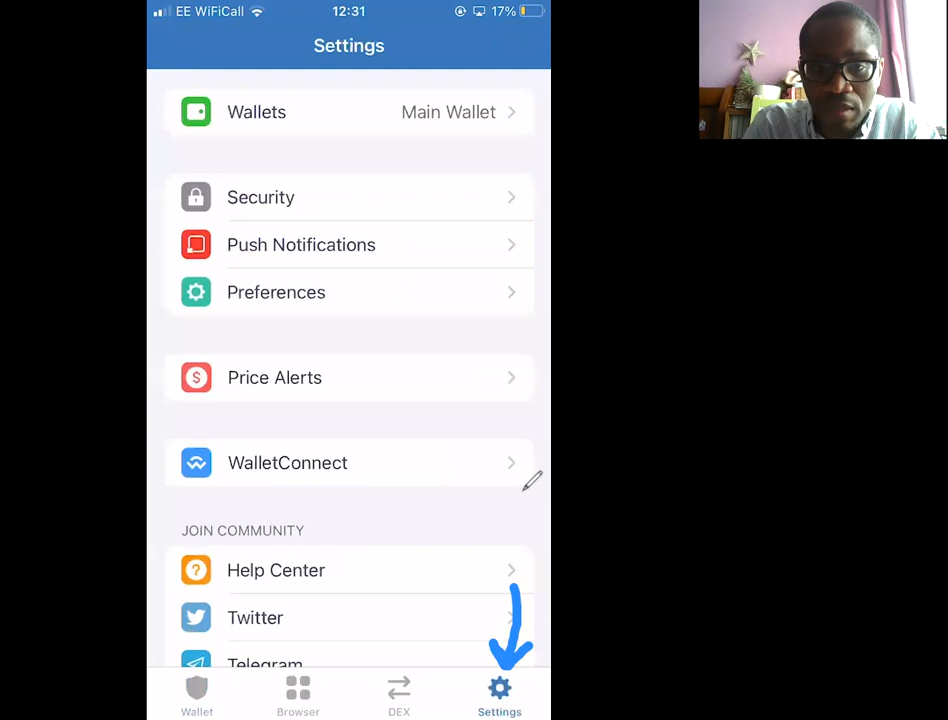 EE WiFiCall 12:31 17%
Settings
Wallets Main Wallet
Security
Push Notifications
Preferences
Price Alerts
WalletConnect
JOIN COMMUNITY
Help Center
Twitter
Telegram
Wallet Browser DEX Settings